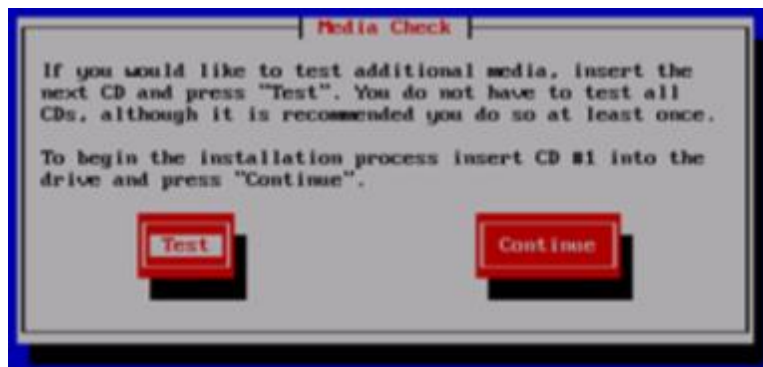 Media Check
If you would like to test additional media, insert the
next CD and press "Test". You do not have to test all
CDs, although it is recommended you do so at least once.
To begin the installation process insert CD #1 into the
drive and press "Continue".
Test
Continue